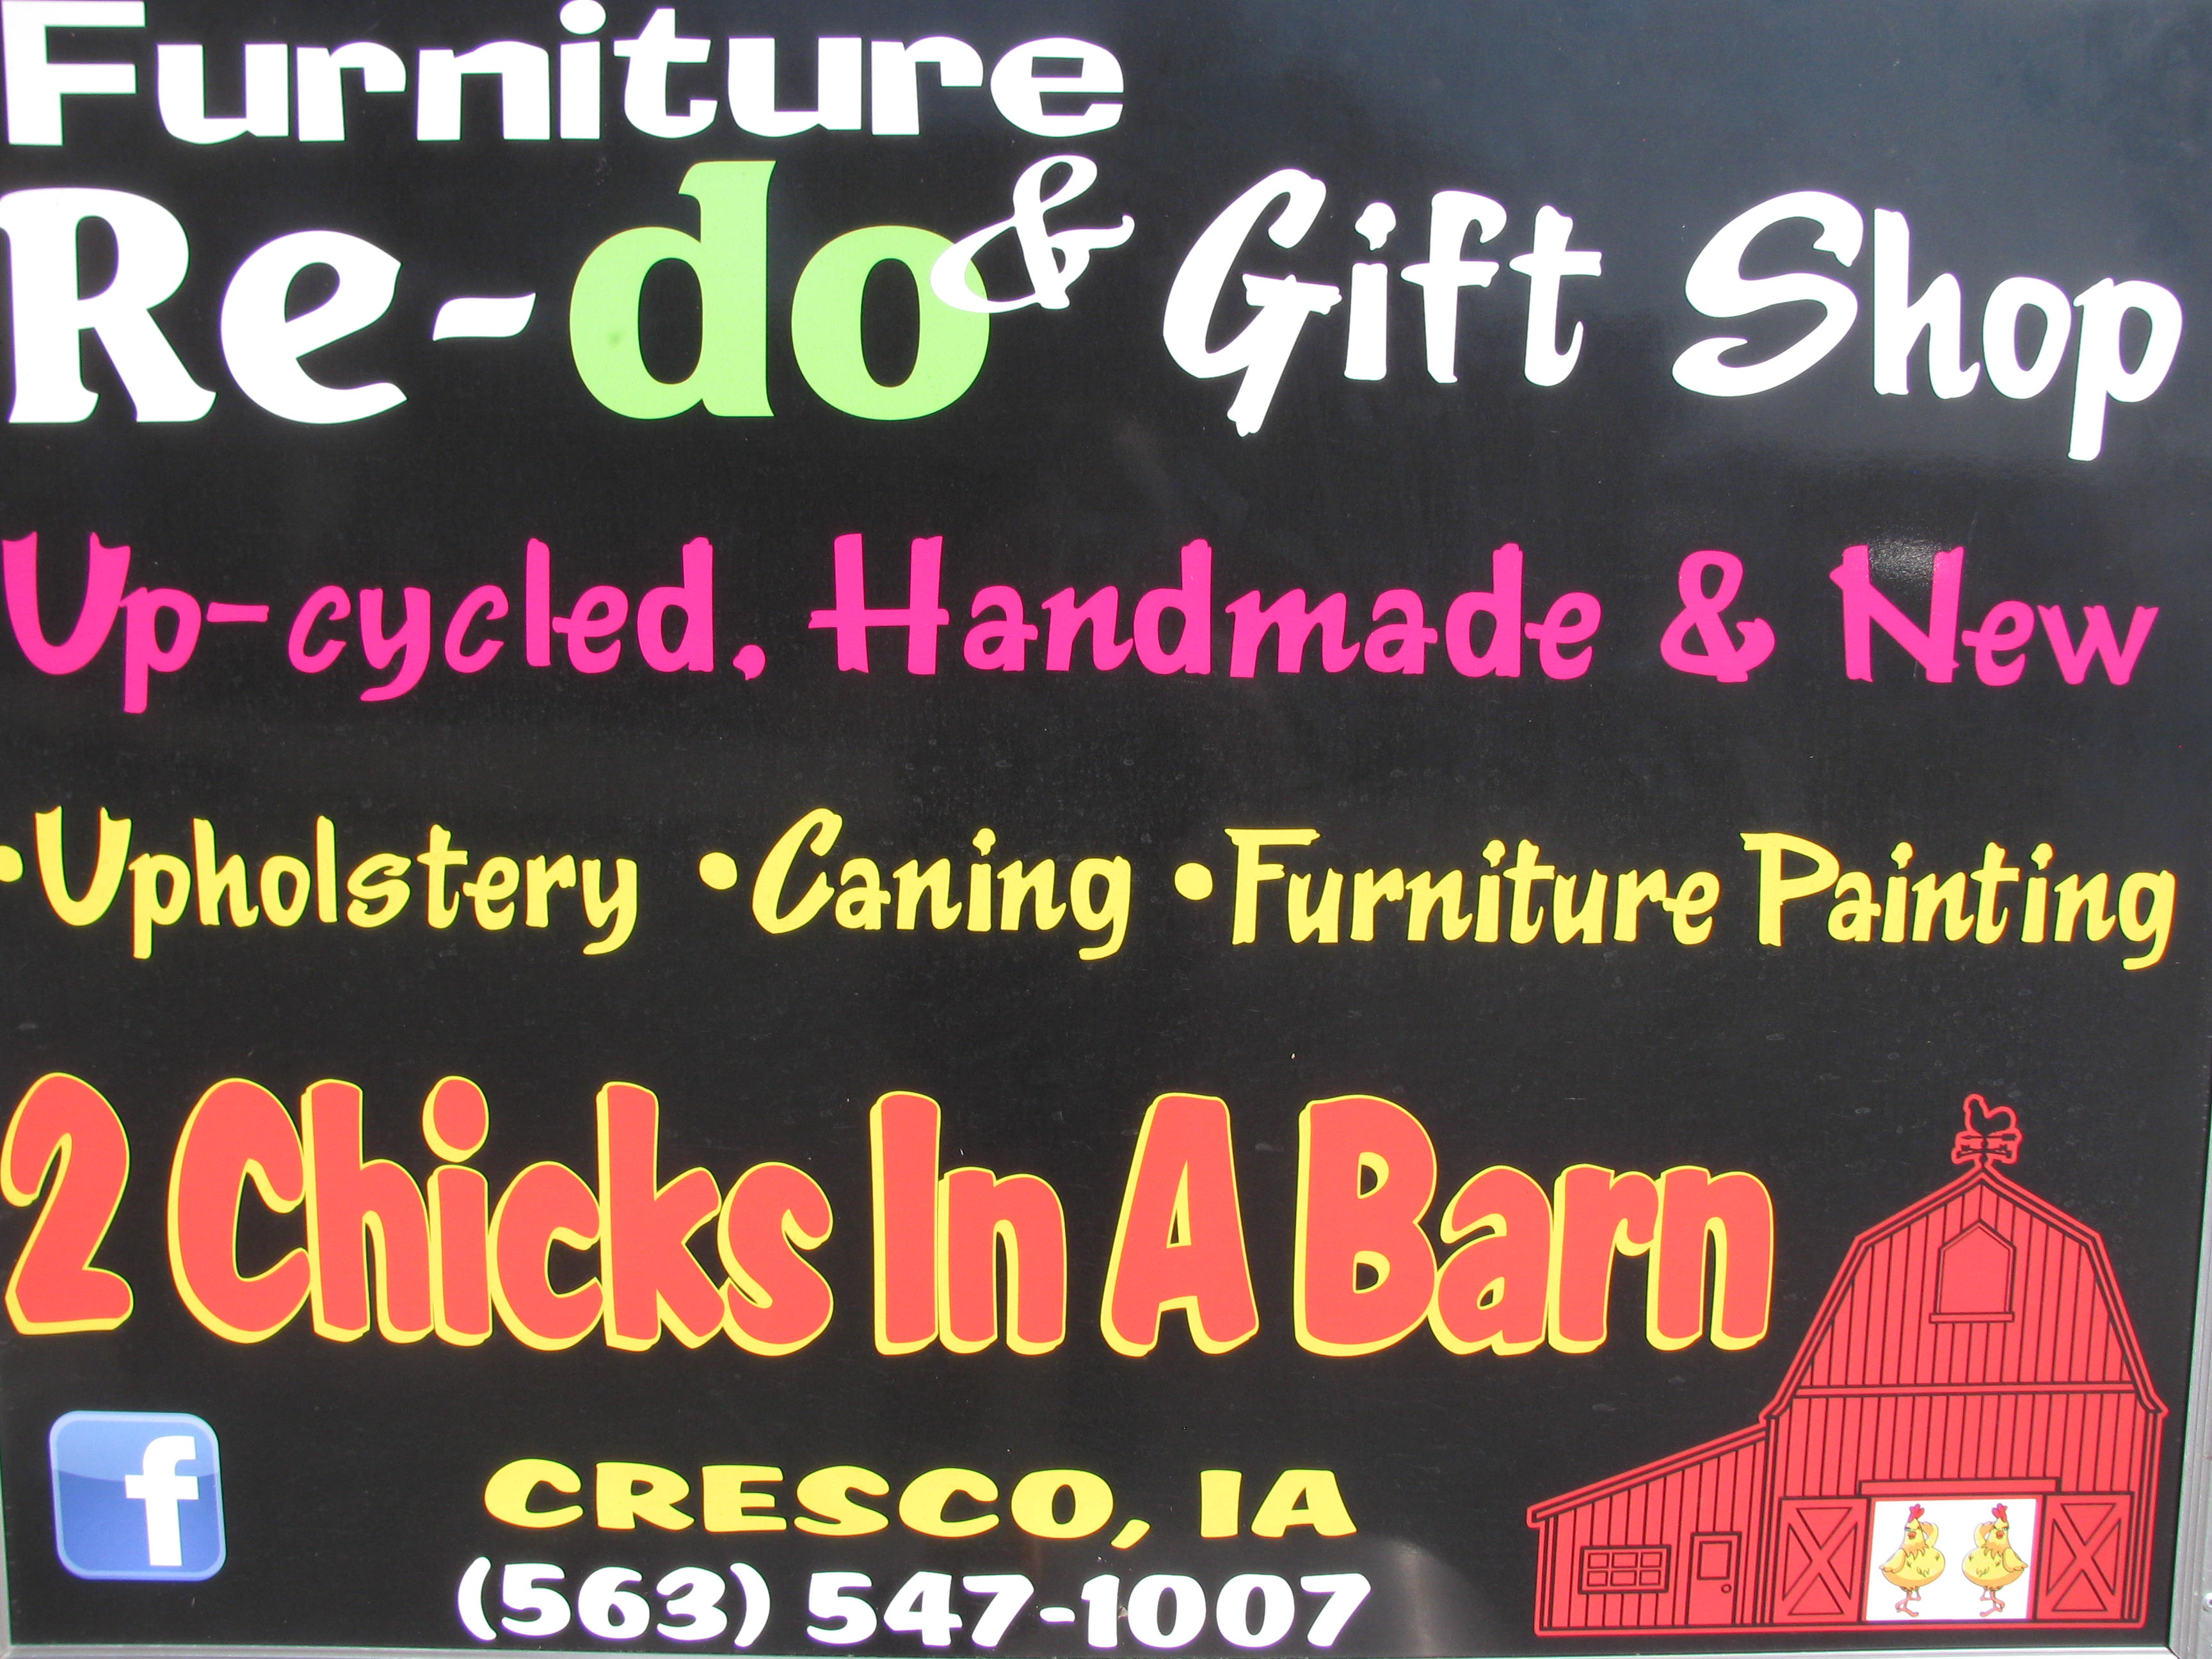 Furniture
Re-do & Gift Shop
Up-cycled, Handmade & New
•Upholstery •Caning •Furniture Painting
2 Chicks In A Barn
f
CRESCO, IA
(563) 547-1007